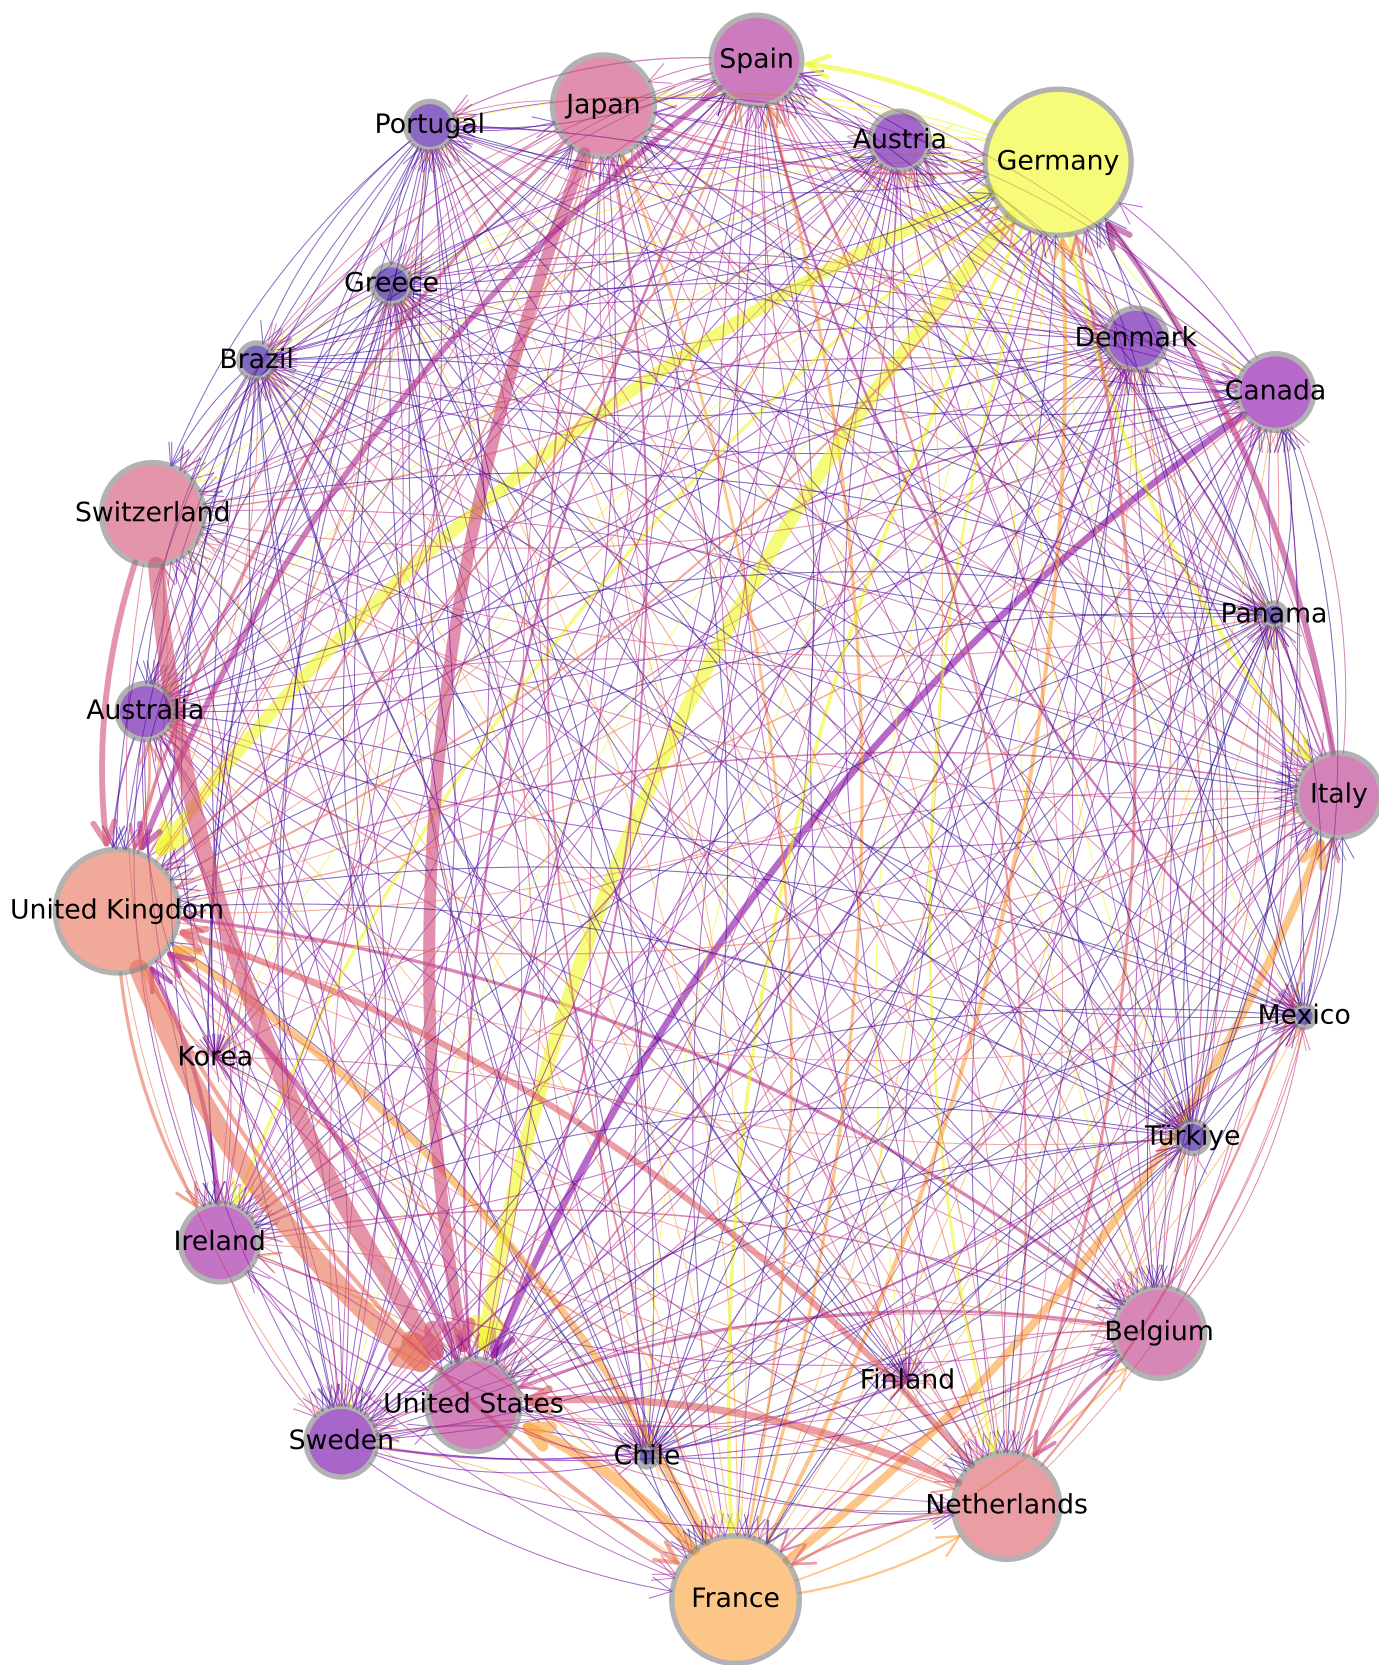 Spain
Japan
Portugal
Austria
Germany
Greece
Denmark
Brazil
Canada
Switzerland
Panama
Australia
Italy
United Kingdom
Mexico
Korea
Türkiye
Ireland
Belgium
Finland
United States
Sweden
Chile
Netherlands
France